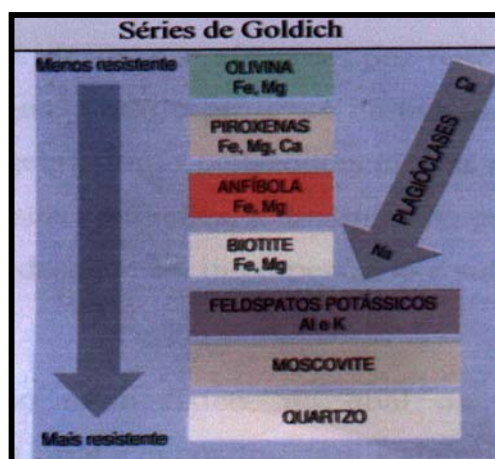 Séries de Goldich
Menos resistente
OLIVINA
Fe, Mg
Ca
PIROXENAS
Fe, Mg, Ca
PLAGIÓCLASES
ANFÍBOLA
Fe, Mg
BIOTITE
Fe, Mg
Na
FELDSPATOS POTÁSSICOS
Al e K
MOSCOVITE
QUARTZO
Mais resistente